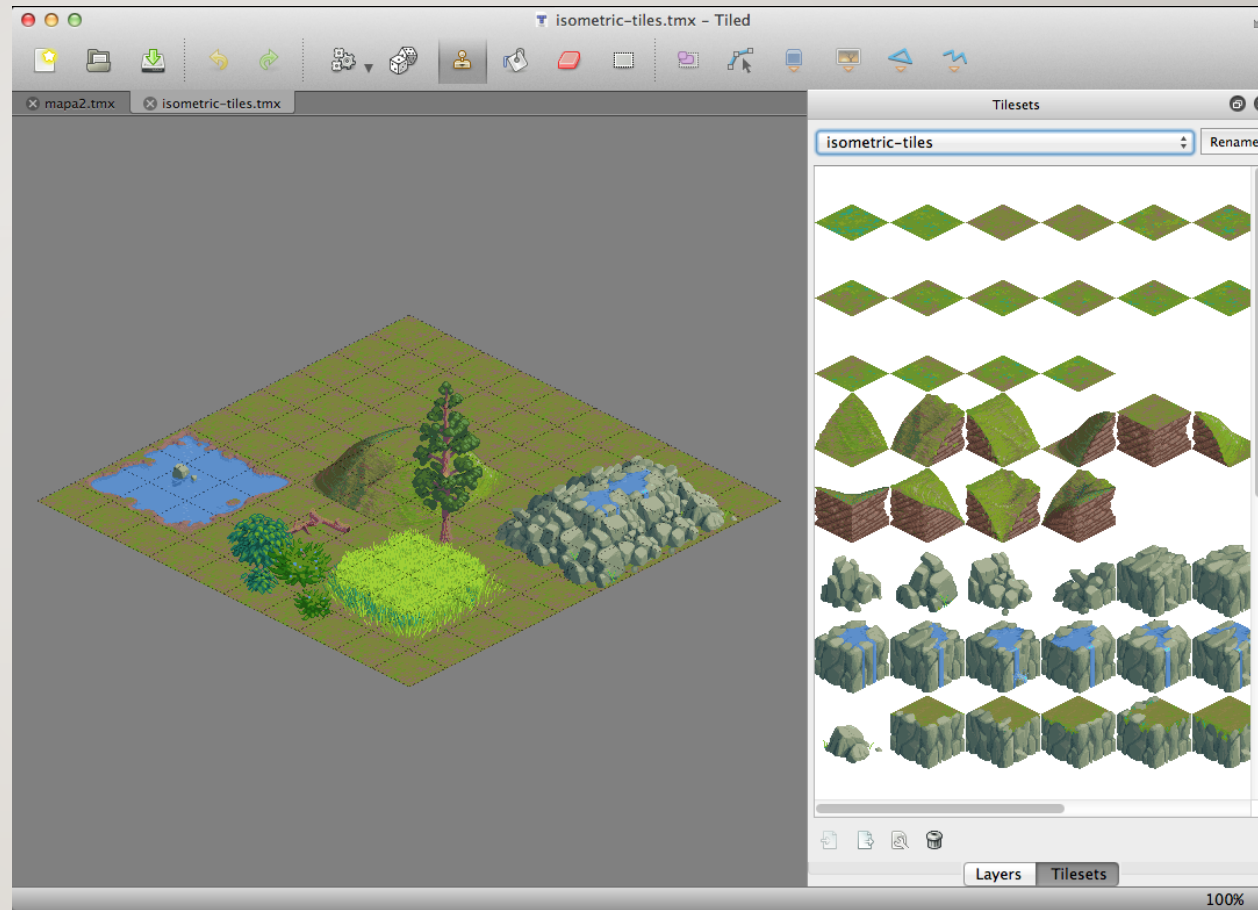 isometric-tiles.tmx – Tiled
mapa2.tmx
isometric-tiles.tmx
Tilesets
isometric-tiles
Rename
Layers
Tilesets
100%